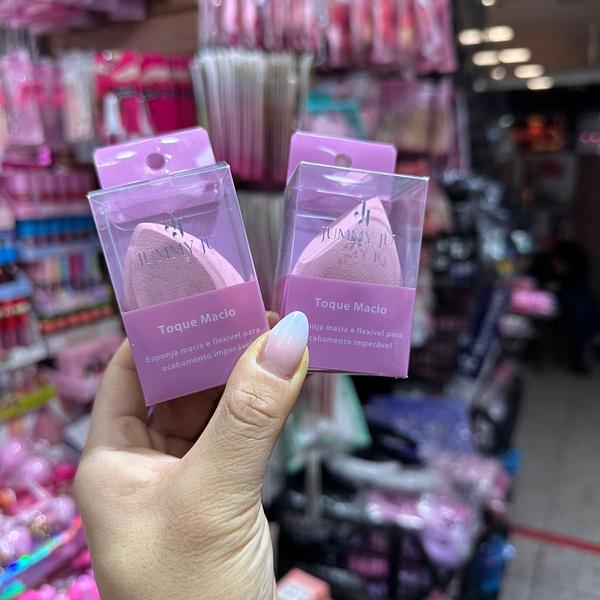 JUMMY JU
Toque Macio
Esponja macia e flexível para
acabamento impecável
JUMMY JU
Toque Macio
Esponja macia e flexível para
acabamento impecável